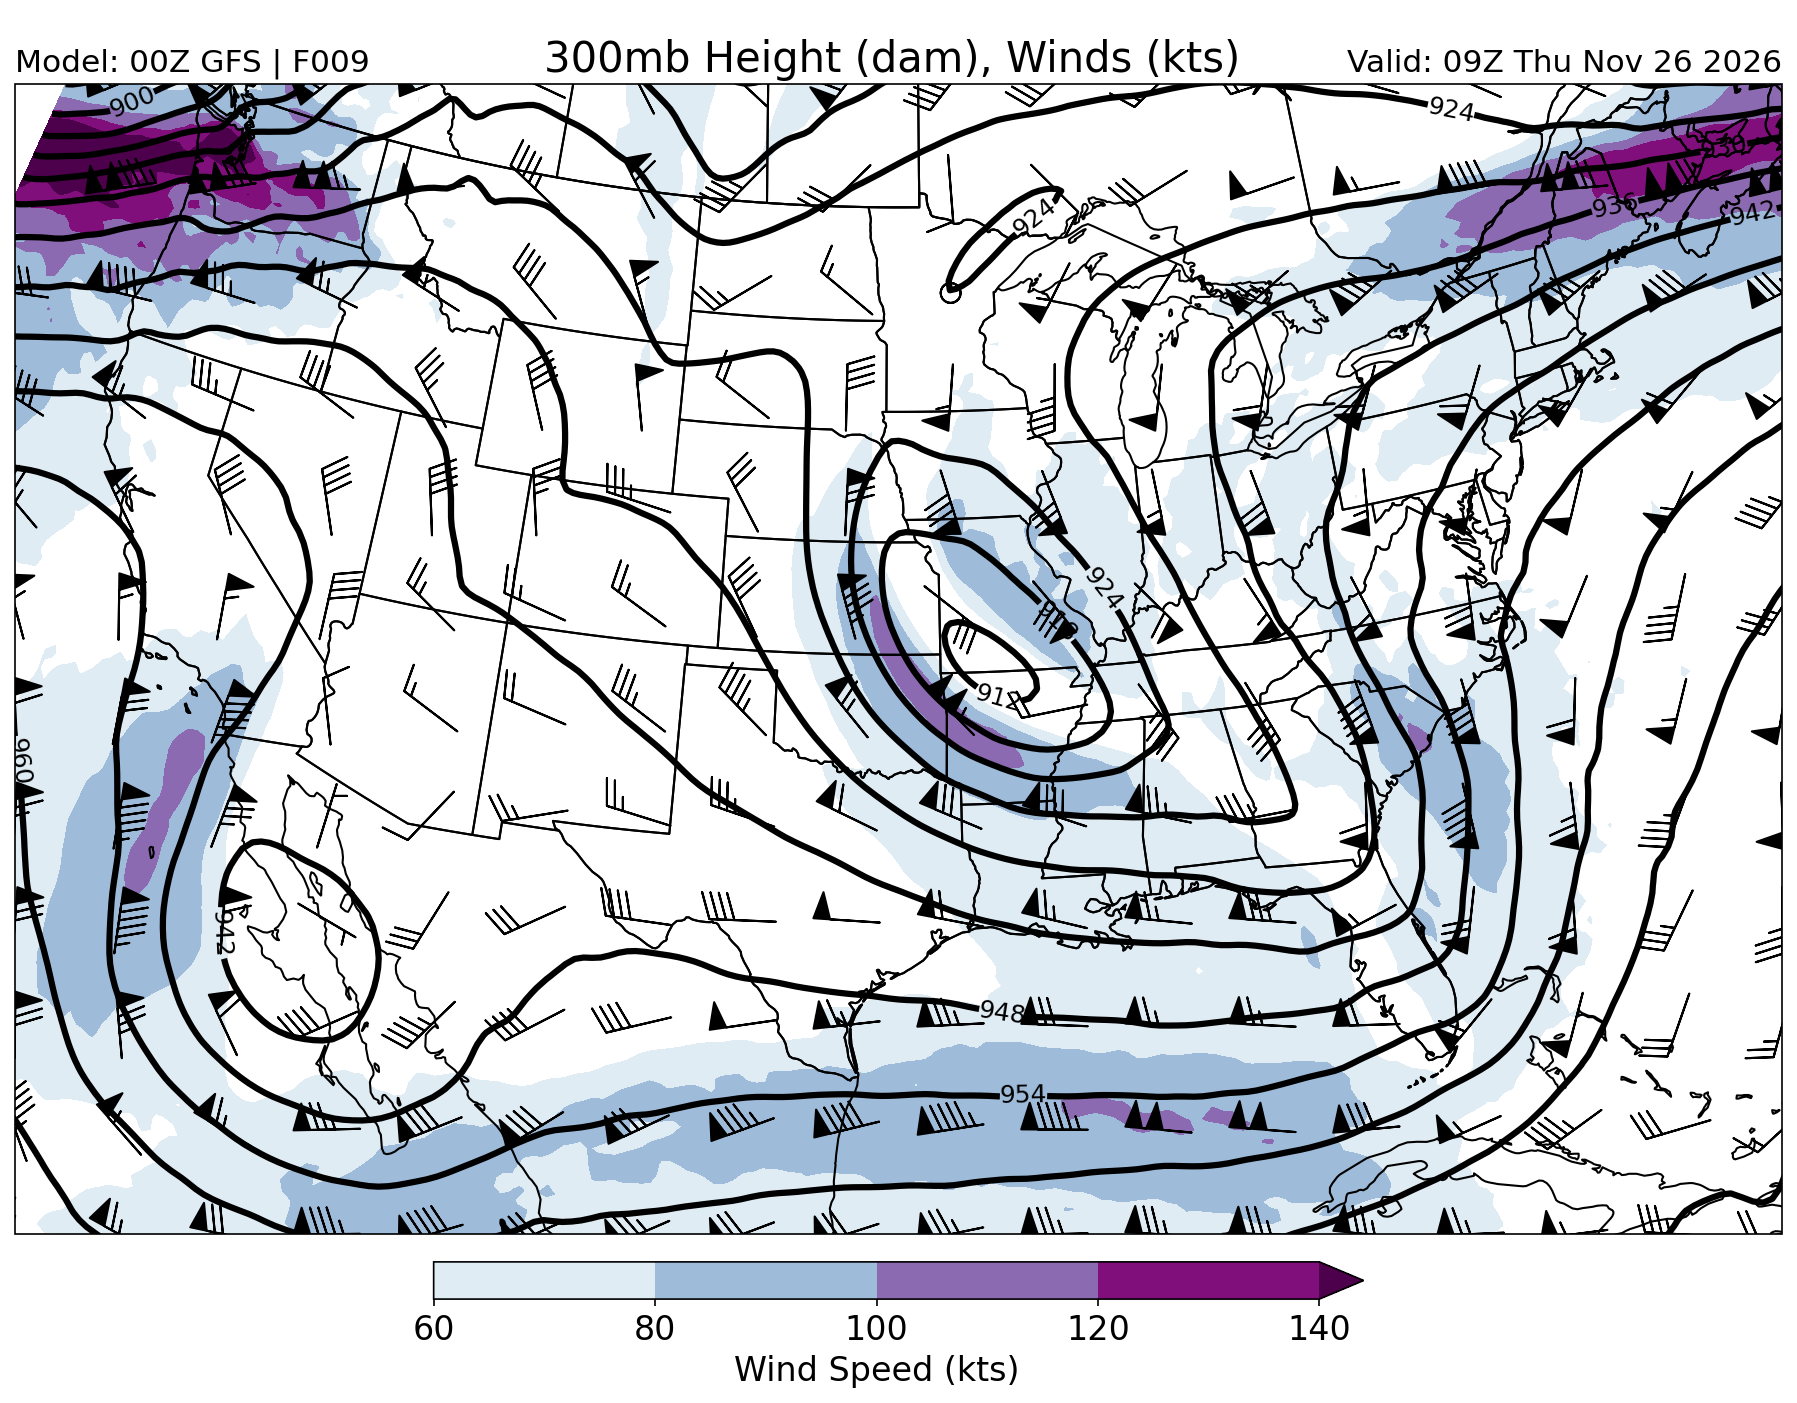 Model: 00Z GFS | F009
300mb Height (dam), Winds (kts)
Valid: 09Z Thu Nov 26 2026
900
924
930
936
942
924
924
918
912
960
942
948
954
60 80 100 120 140
Wind Speed (kts)